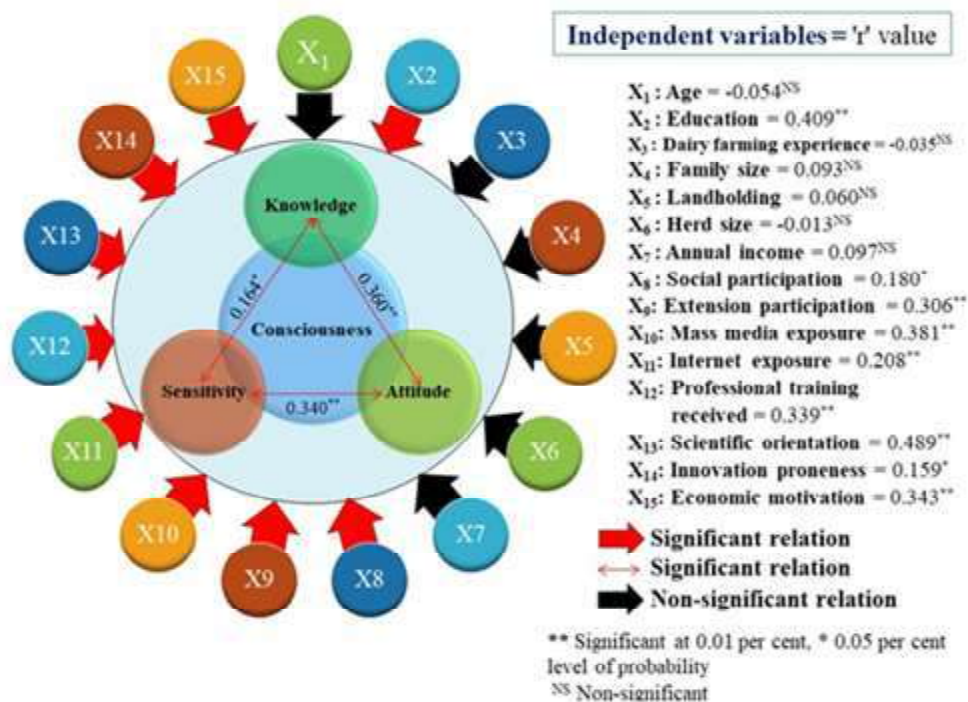 Independent variables = 'r' value
X₁ : Age = -0.054ᴺˢ
X₂ : Education = 0.409**
X₃ : Dairy farming experience = -0.035ᴺˢ
X₄ : Family size = 0.093ᴺˢ
X₅ : Landholding = 0.060ᴺˢ
X₆ : Herd size = -0.013ᴺˢ
X₇ : Annual income = 0.097ᴺˢ
X₈ : Social participation = 0.180*
X₉ : Extension participation = 0.306**
X₁₀: Mass media exposure = 0.381**
X₁₁: Internet exposure = 0.208**
X₁₂: Professional training
received = 0.339**
X₁₃: Scientific orientation = 0.489**
X₁₄: Innovation proneness = 0.159*
X₁₅: Economic motivation = 0.343**
Significant relation
Significant relation
Non-significant relation
** Significant at 0.01 per cent, * 0.05 per cent
level of probability
ᴺˢ Non-significant
X₁
X2
X3
X4
X5
X6
X7
X8
X9
X10
X11
X12
X13
X14
X15
Knowledge
0.164*
0.360**
Consciousness
Sensitivity
Attitude
0.340**